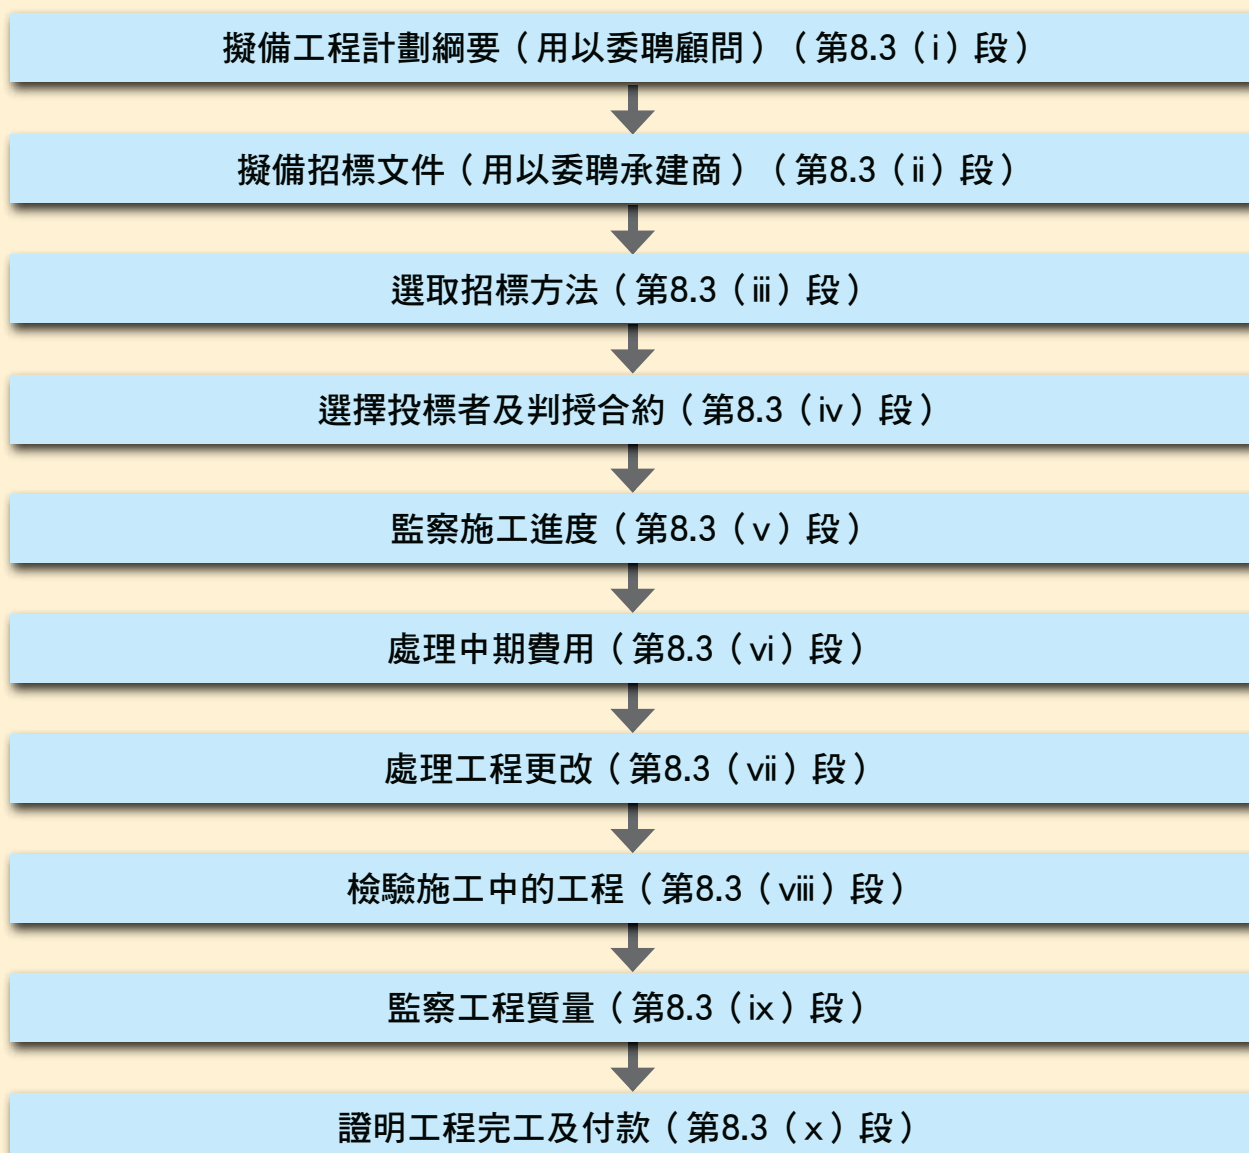 擬備工程計劃綱要（用以委聘顧問）（第8.3（i）段）
擬備招標文件（用以委聘承建商）（第8.3（ii）段）
選取招標方法（第8.3（iii）段）
選擇投標者及判授合約（第8.3（iv）段）
監察施工進度（第8.3（v）段）
處理中期費用（第8.3（vi）段）
處理工程更改（第8.3（vii）段）
檢驗施工中的工程（第8.3（viii）段）
監察工程質量（第8.3（ix）段）
證明工程完工及付款（第8.3（x）段）